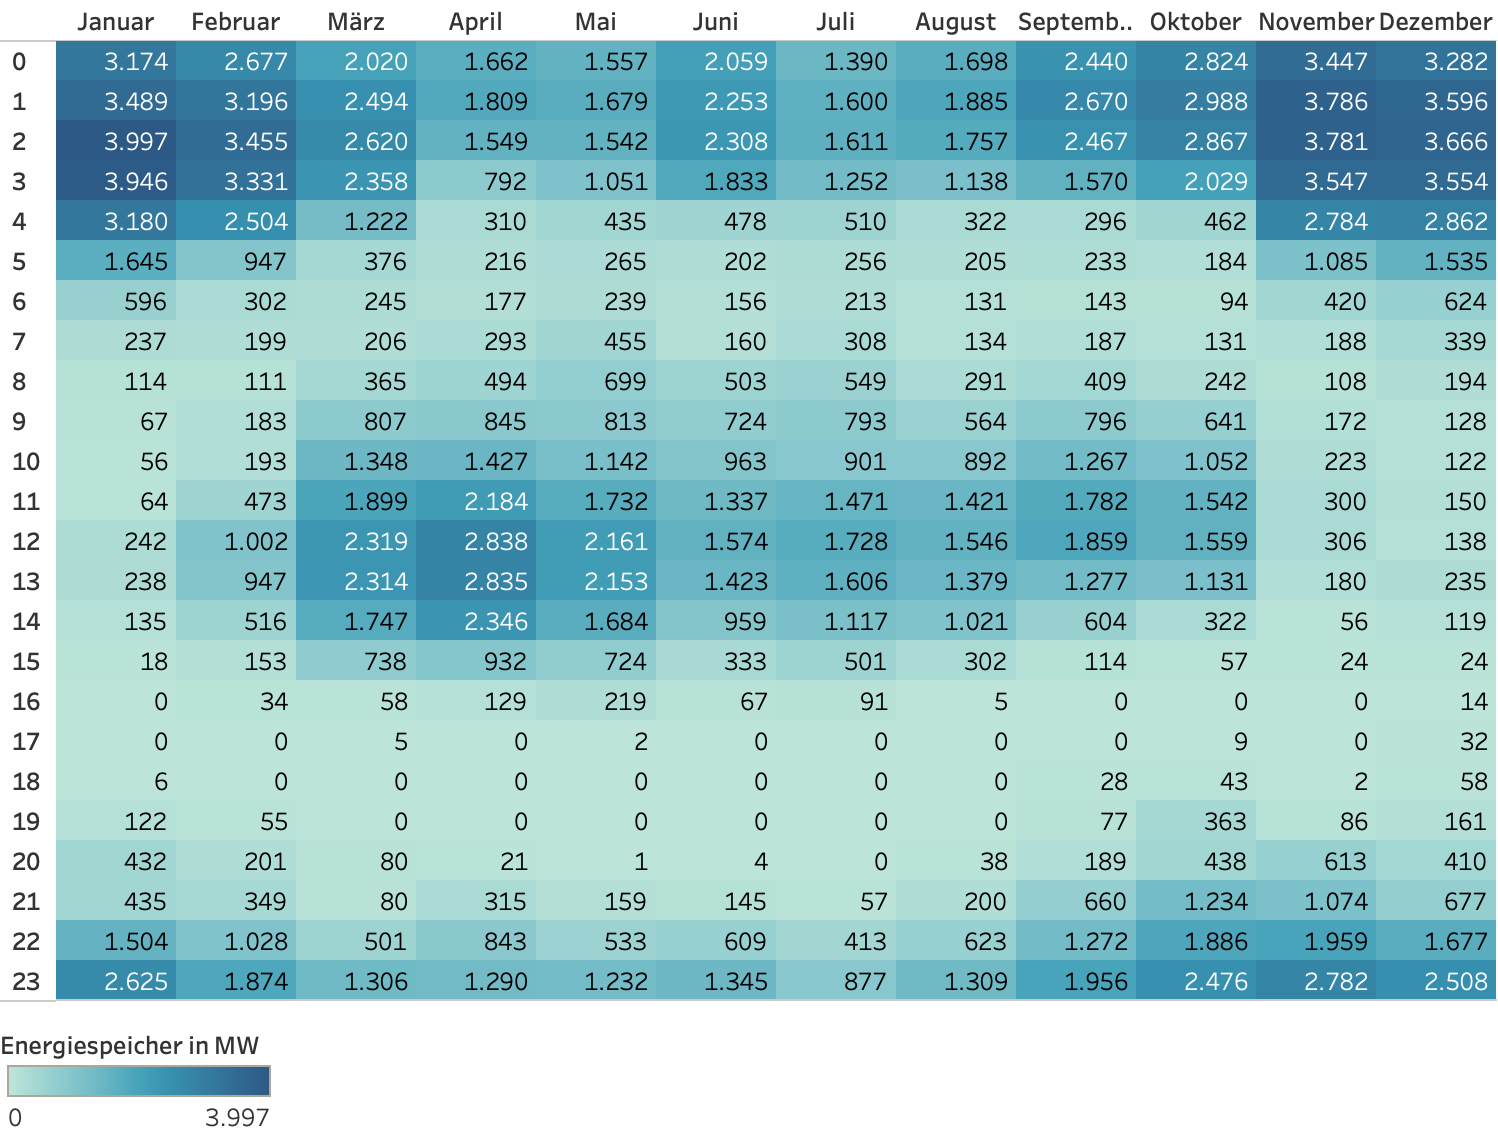 Januar Februar März April Mai Juni Juli August Septemb.. Oktober November Dezember
0 3.174 2.677 2.020 1.662 1.557 2.059 1.390 1.698 2.440 2.824 3.447 3.282
1 3.489 3.196 2.494 1.809 1.679 2.253 1.600 1.885 2.670 2.988 3.786 3.596
2 3.997 3.455 2.620 1.549 1.542 2.308 1.611 1.757 2.467 2.867 3.781 3.666
3 3.946 3.331 2.358 792 1.051 1.833 1.252 1.138 1.570 2.029 3.547 3.554
4 3.180 2.504 1.222 310 435 478 510 322 296 462 2.784 2.862
5 1.645 947 376 216 265 202 256 205 233 184 1.085 1.535
6 596 302 245 177 239 156 213 131 143 94 420 624
7 237 199 206 293 455 160 308 134 187 131 188 339
8 114 111 365 494 699 503 549 291 409 242 108 194
9 67 183 807 845 813 724 793 564 796 641 172 128
10 56 193 1.348 1.427 1.142 963 901 892 1.267 1.052 223 122
11 64 473 1.899 2.184 1.732 1.337 1.471 1.421 1.782 1.542 300 150
12 242 1.002 2.319 2.838 2.161 1.574 1.728 1.546 1.859 1.559 306 138
13 238 947 2.314 2.835 2.153 1.423 1.606 1.379 1.277 1.131 180 235
14 135 516 1.747 2.346 1.684 959 1.117 1.021 604 322 56 119
15 18 153 738 932 724 333 501 302 114 57 24 24
16 0 34 58 129 219 67 91 5 0 0 0 14
17 0 0 5 0 2 0 0 0 0 9 0 32
18 6 0 0 0 0 0 0 0 28 43 2 58
19 122 55 0 0 0 0 0 0 77 363 86 161
20 432 201 80 21 1 4 0 38 189 438 613 410
21 435 349 80 315 159 145 57 200 660 1.234 1.074 677
22 1.504 1.028 501 843 533 609 413 623 1.272 1.886 1.959 1.677
23 2.625 1.874 1.306 1.290 1.232 1.345 877 1.309 1.956 2.476 2.782 2.508
Energiespeicher in MW
0 3.997